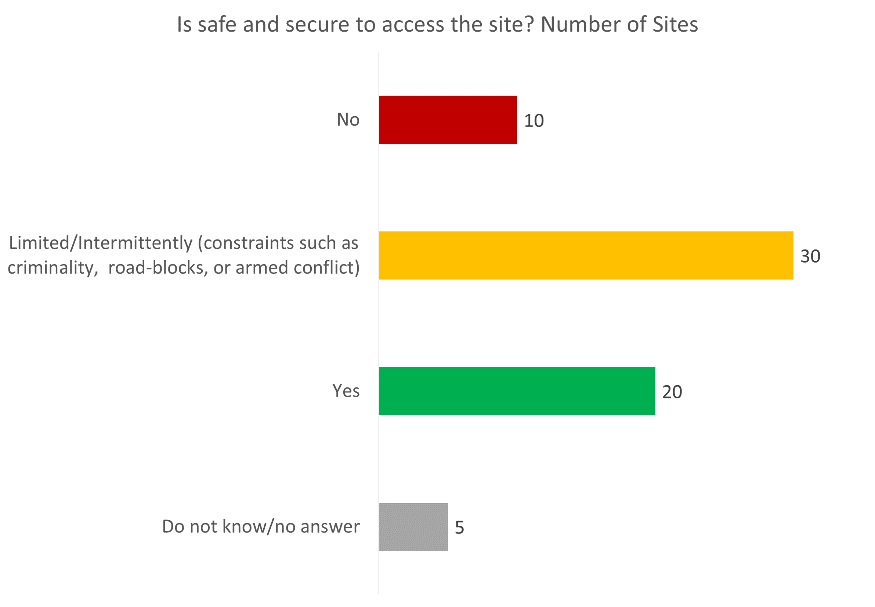 Is safe and secure to access the site? Number of Sites
No
10
Limited/Intermittently (constraints such as
criminality,  road-blocks, or armed conflict)
30
Yes
20
Do not know/no answer
5